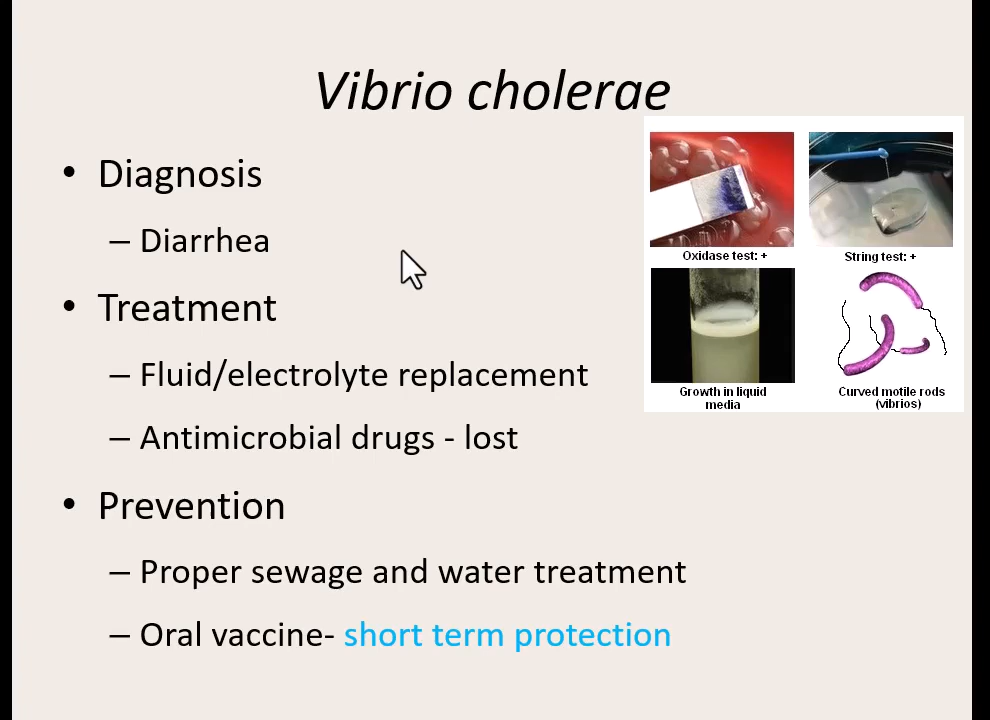 Vibrio cholerae
• Diagnosis
– Diarrhea
• Treatment
– Fluid/electrolyte replacement
– Antimicrobial drugs - lost
• Prevention
– Proper sewage and water treatment
– Oral vaccine- short term protection
Oxidase test: +
String test: +
Growth in liquid
media
Curved motile rods
(vibrios)